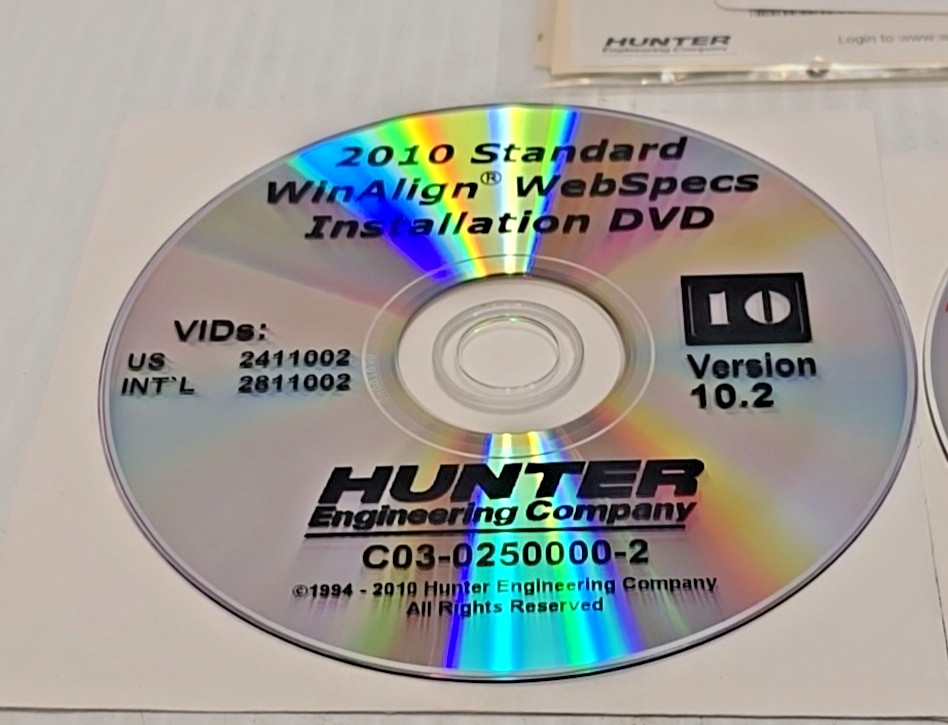 HUNTER
Engineering Company
Login to www.w
2010 Standard
WinAlign® WebSpecs
Installation DVD
10
VIDs:
US 2411002
INT'L 2811002
Version
10.2
HUNTER
Engineering Company
C03-0250000-2
©1994 - 2010 Hunter Engineering Company
All Rights Reserved